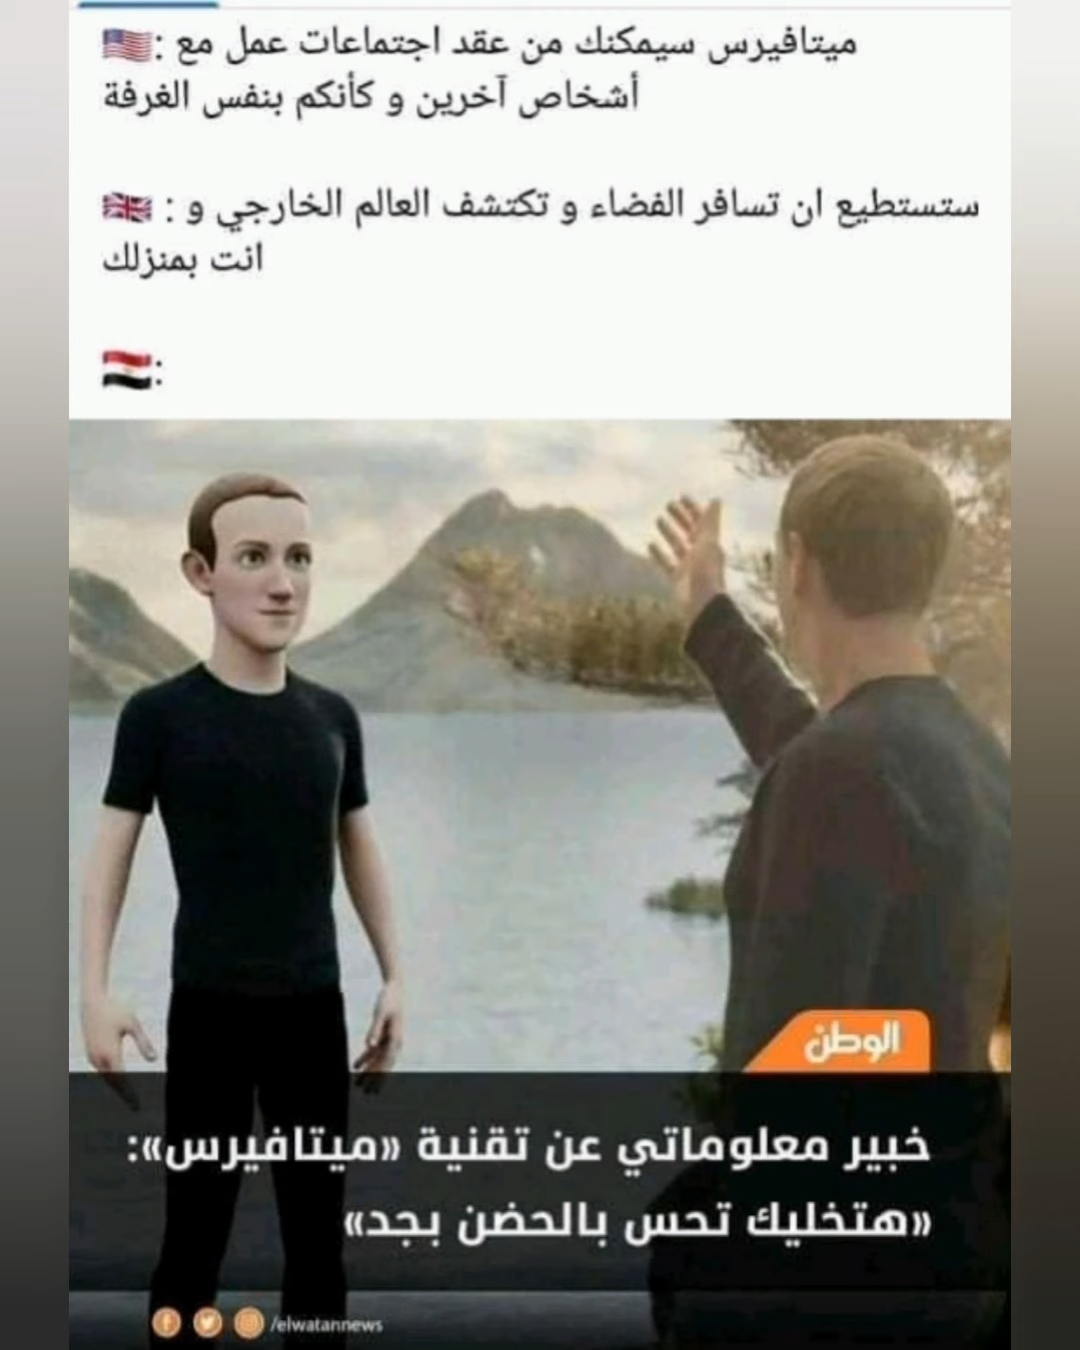 🇺🇸: ميتافيرس سيمكنك من عقد اجتماعات عمل مع
أشخاص آخرين و كأنكم بنفس الغرفة
🇬🇧 : ستستطيع ان تسافر الفضاء و تكتشف العالم الخارجي و
انت بمنزلك
🇪🇬:
الوطن
خبير معلوماتي عن تقنية «ميتافيرس»:
«هتخليك تحس بالحضن بجد»
/elwatannews